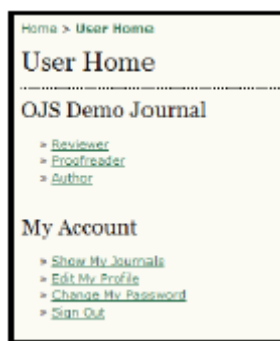 Home > User Home
User Home
OJS Demo Journal
» Reviewer
» Proofreader
» Author
My Account
» Show My Journals
» Edit My Profile
» Change My Password
» Sign Out